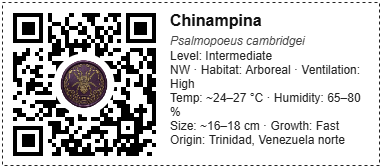 Chinampina
Psalmopoeus cambridgei
Level: Intermediate
NW · Habitat: Arboreal · Ventilation:
High
Temp: ~24–27 °C · Humidity: 65–80
%
Size: ~16–18 cm · Growth: Fast
Origin: Trinidad, Venezuela norte